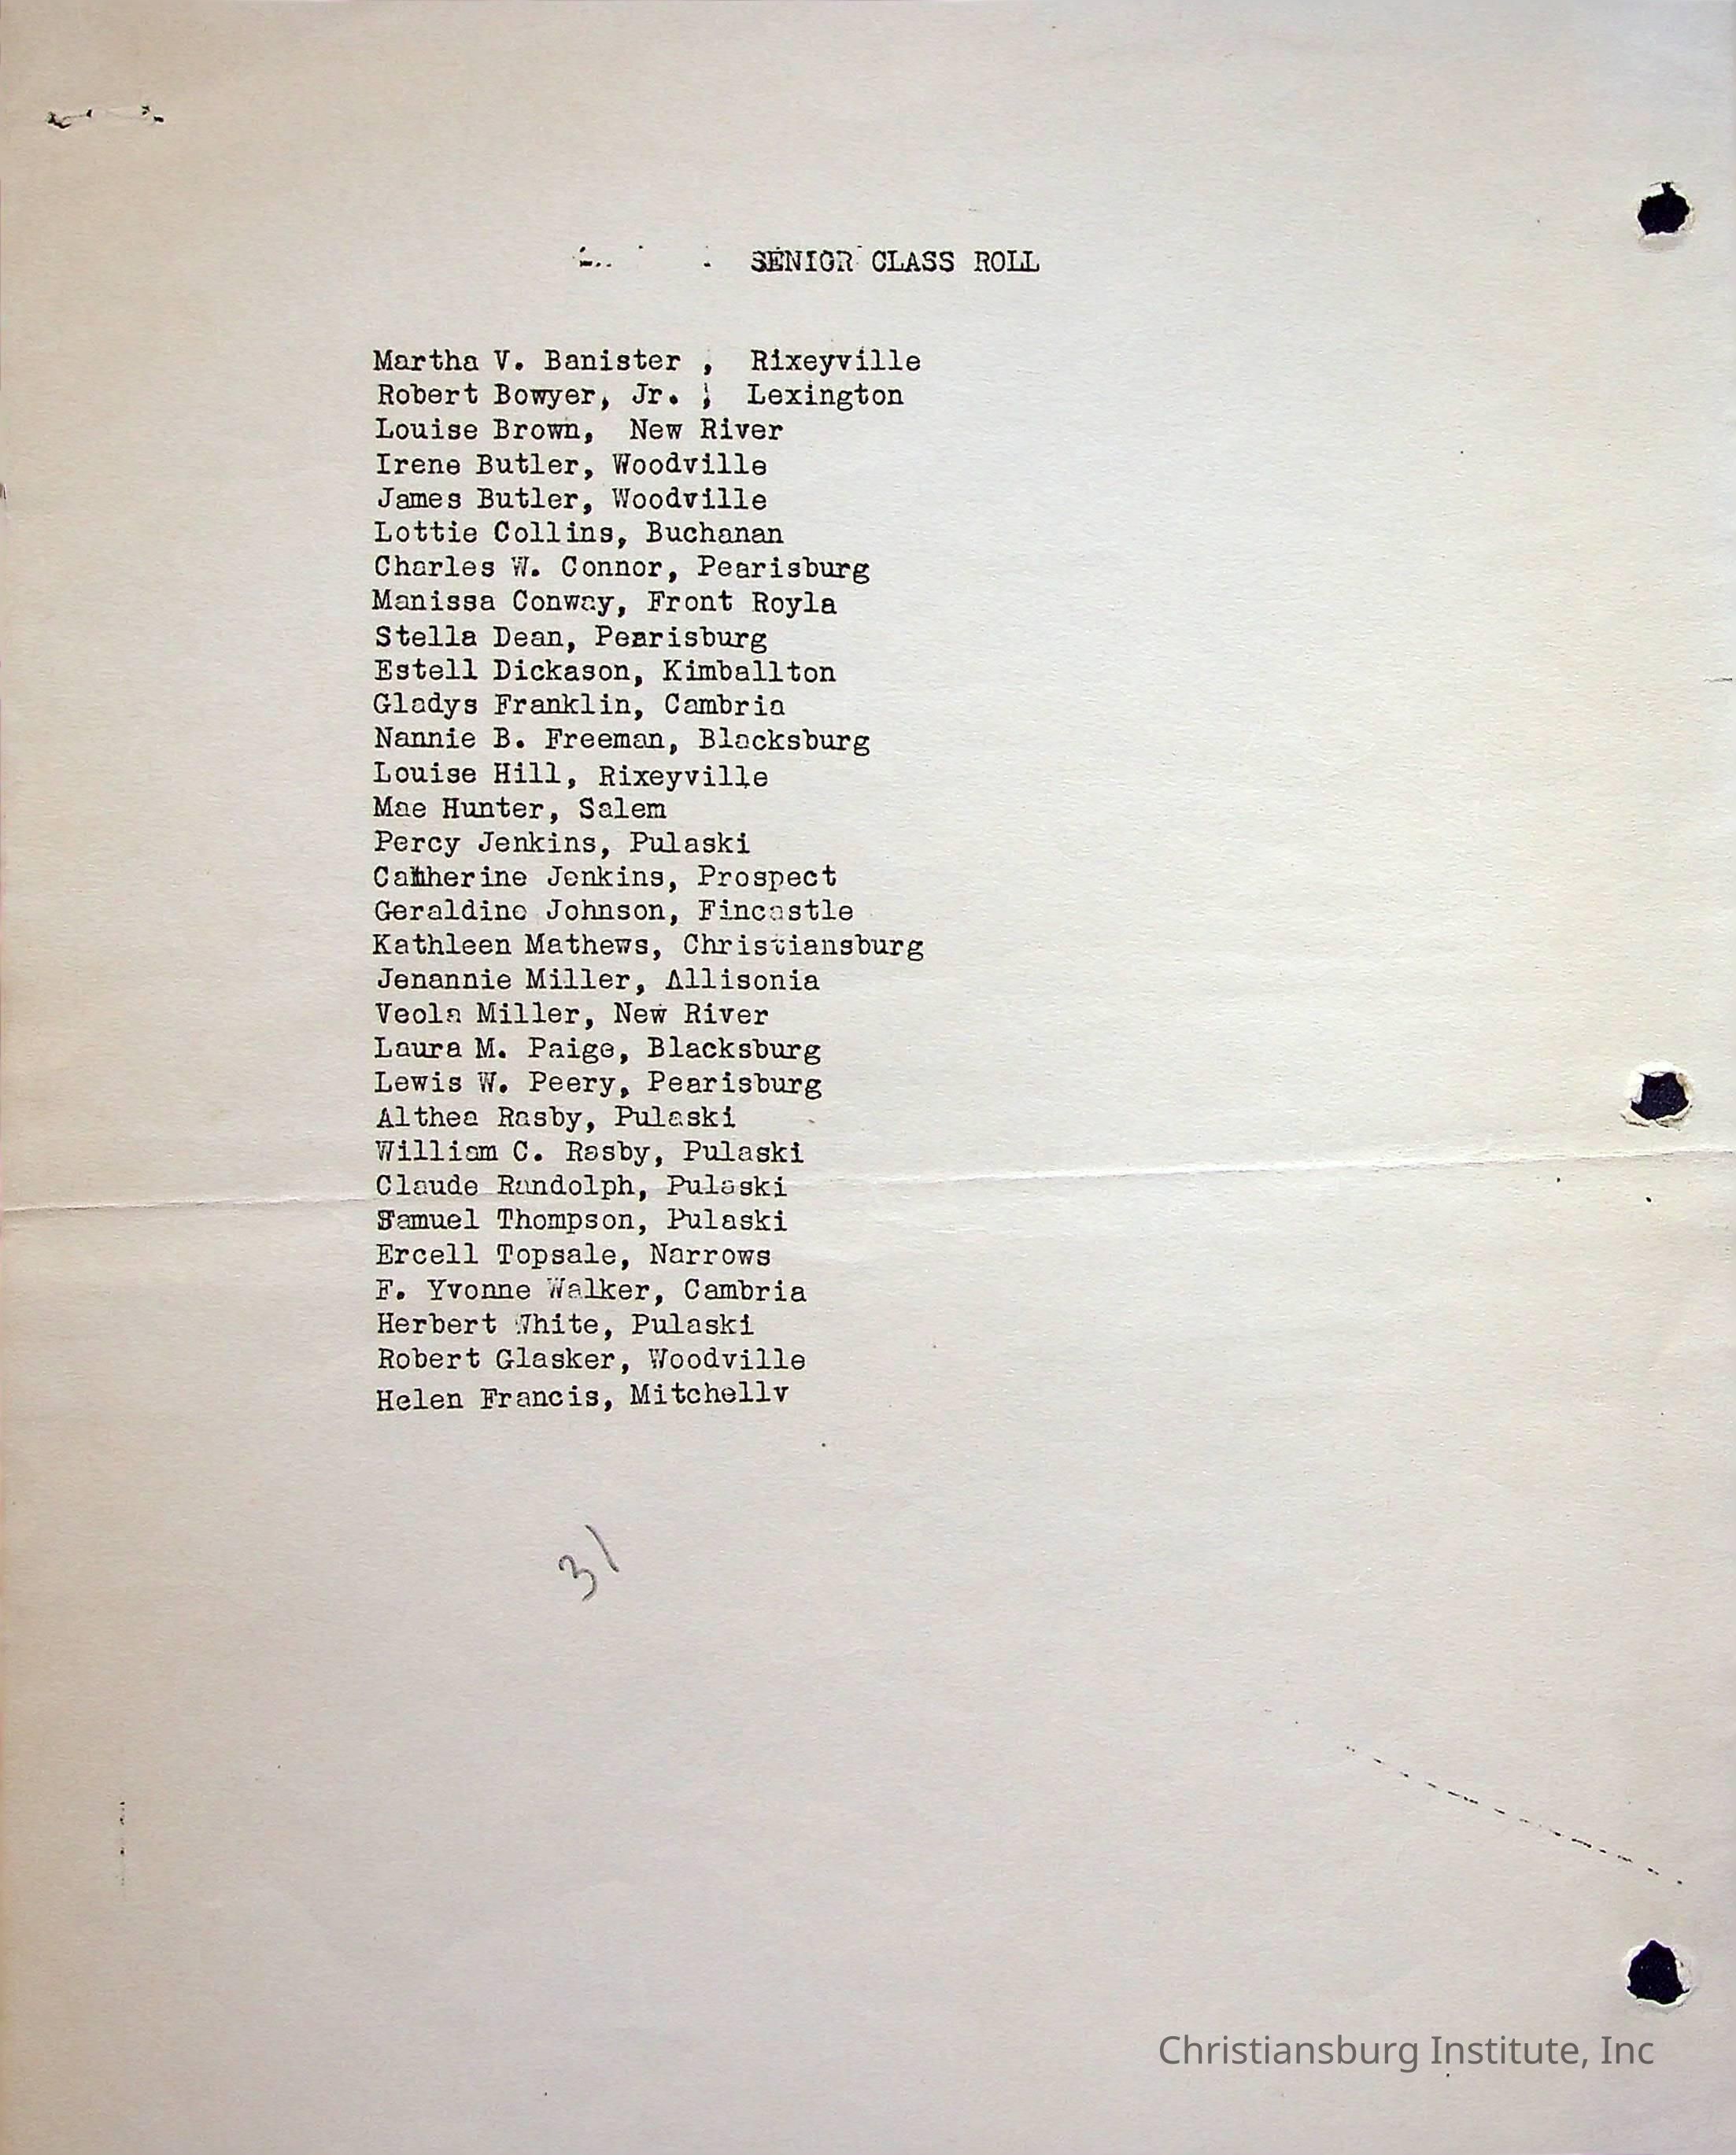 SENIOR CLASS ROLL
Martha V. Banister , Rixeyville
Robert Bowyer, Jr. , Lexington
Louise Brown, New River
Irene Butler, Woodville
James Butler, Woodville
Lottie Collins, Buchanan
Charles W. Connor, Pearisburg
Manissa Conway, Front Royla
Stella Dean, Pearisburg
Estell Dickason, Kimballton
Gladys Franklin, Cambria
Nannie B. Freeman, Blacksburg
Louise Hill, Rixeyville
Mae Hunter, Salem
Percy Jenkins, Pulaski
Catherine Jenkins, Prospect
Geraldine Johnson, Fincastle
Kathleen Mathews, Christiansburg
Jenannie Miller, Allisonia
Veola Miller, New River
Laura M. Paige, Blacksburg
Lewis W. Peery, Pearisburg
Althea Rasby, Pulaski
William C. Rasby, Pulaski
Claude Randolph, Pulaski
Samuel Thompson, Pulaski
Ercell Topsale, Narrows
F. Yvonne Walker, Cambria
Herbert White, Pulaski
Robert Glasker, Woodville
Helen Francis, Mitchellv
31
Christiansburg Institute, Inc